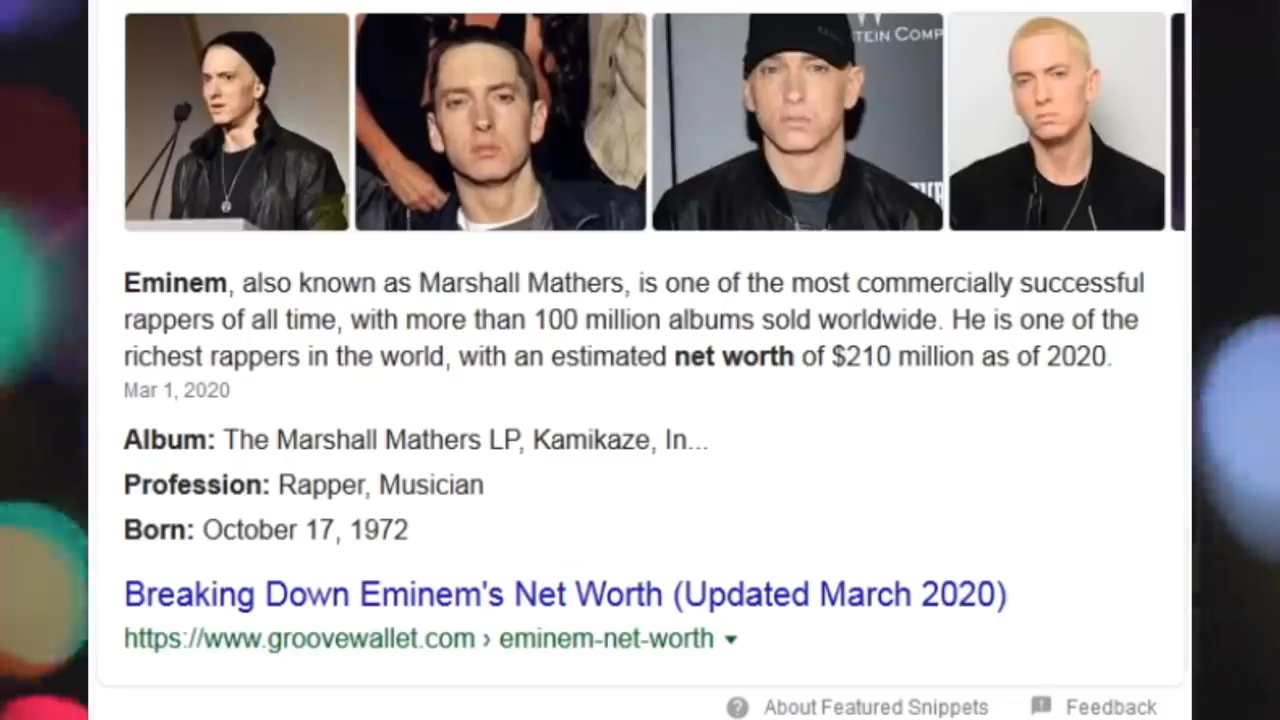 TEIN COMP
Eminem, also known as Marshall Mathers, is one of the most commercially successful
rappers of all time, with more than 100 million albums sold worldwide. He is one of the
richest rappers in the world, with an estimated net worth of $210 million as of 2020.
Mar 1, 2020
Album: The Marshall Mathers LP, Kamikaze, In...
Profession: Rapper, Musician
Born: October 17, 1972
Breaking Down Eminem's Net Worth (Updated March 2020)
https://www.groovewallet.com › eminem-net-worth
About Featured Snippets
Feedback